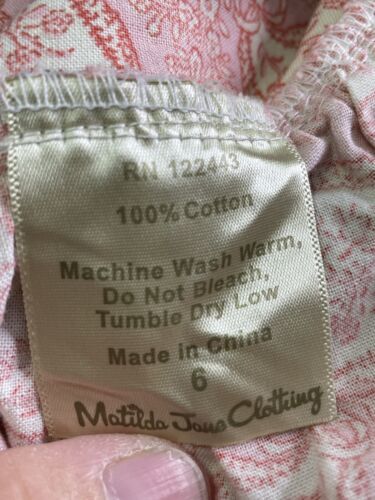 RN 122443
100% Cotton
Machine Wash Warm,
Do Not Bleach,
Tumble Dry Low
Made in China
6
Matilda Jane Clothing